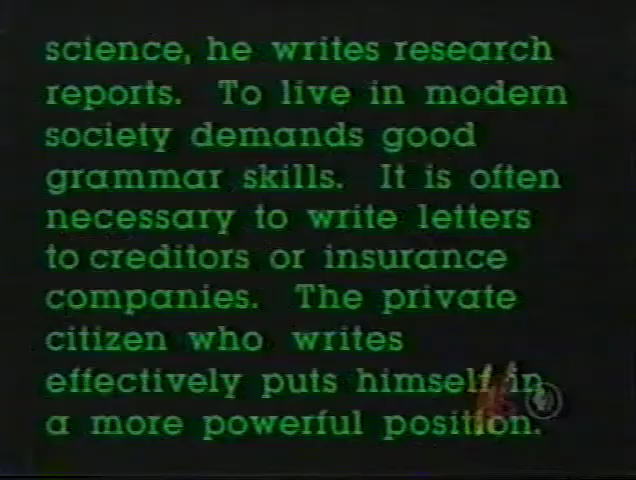 science, he writes research
reports. To live in modern
society demands good
grammar skills. It is often
necessary to write letters
to creditors or insurance
companies. The private
citizen who writes
effectively puts himself in
a more powerful position.